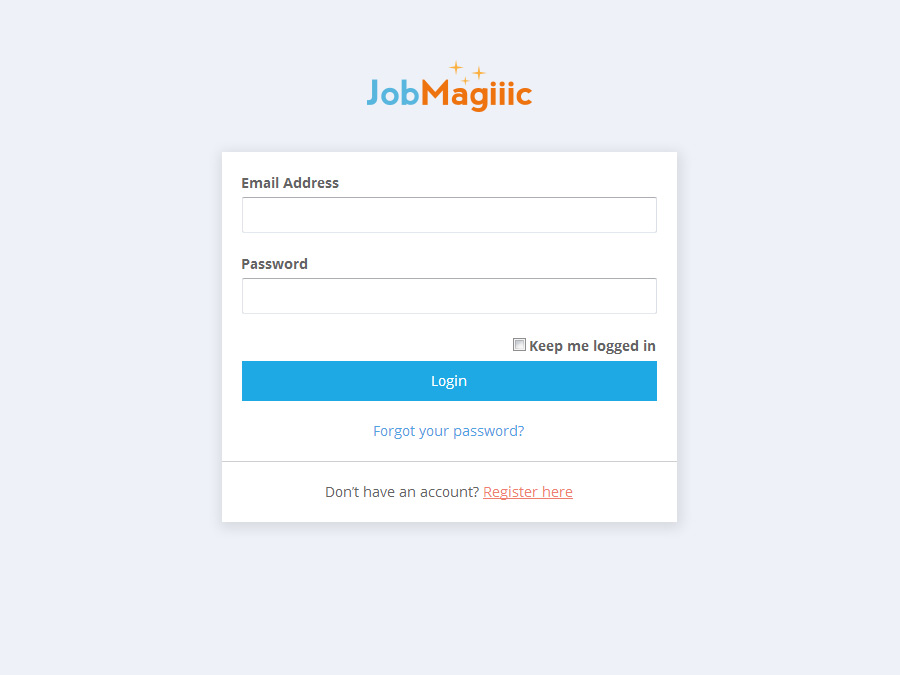 JobMagiiic
Email Address
Password
Keep me logged in
Login
Forgot your password?
Don't have an account? Register here